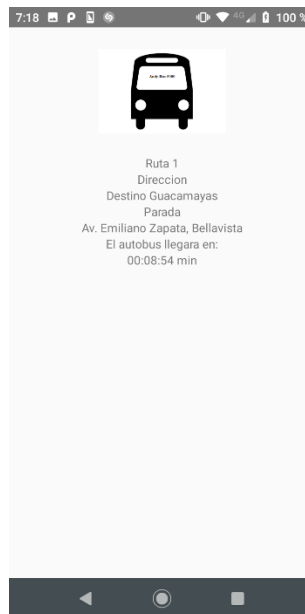 7:18
4G
100 %
Ruta 1
Direccion
Destino Guacamayas
Parada
Av. Emiliano Zapata, Bellavista
El autobus llegara en:
00:08:54 min